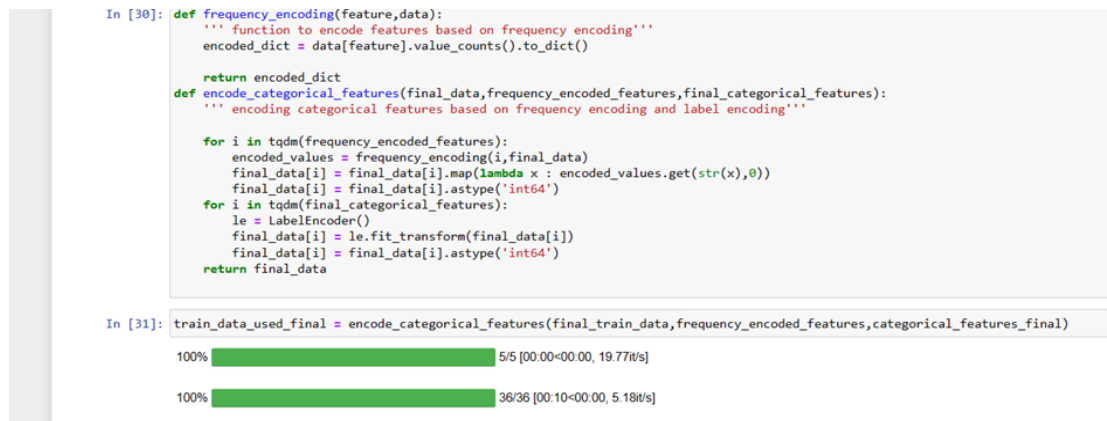 In [30]: def frequency_encoding(feature,data):
    ''' function to encode features based on frequency encoding'''
    encoded_dict = data[feature].value_counts().to_dict()

    return encoded_dict
def encode_categorical_features(final_data,frequency_encoded_features,final_categorical_features):
    ''' encoding categorical features based on frequency encoding and label encoding'''

    for i in tqdm(frequency_encoded_features):
        encoded_values = frequency_encoding(i,final_data)
        final_data[i] = final_data[i].map(lambda x : encoded_values.get(str(x),0))
        final_data[i] = final_data[i].astype('int64')
    for i in tqdm(final_categorical_features):
        le = LabelEncoder()
        final_data[i] = le.fit_transform(final_data[i])
        final_data[i] = final_data[i].astype('int64')
    return final_data

In [31]: train_data_used_final = encode_categorical_features(final_train_data,frequency_encoded_features,categorical_features_final)
100% 5/5 [00:00<00:00, 19.77it/s]
100% 36/36 [00:10<00:00, 5.18it/s]